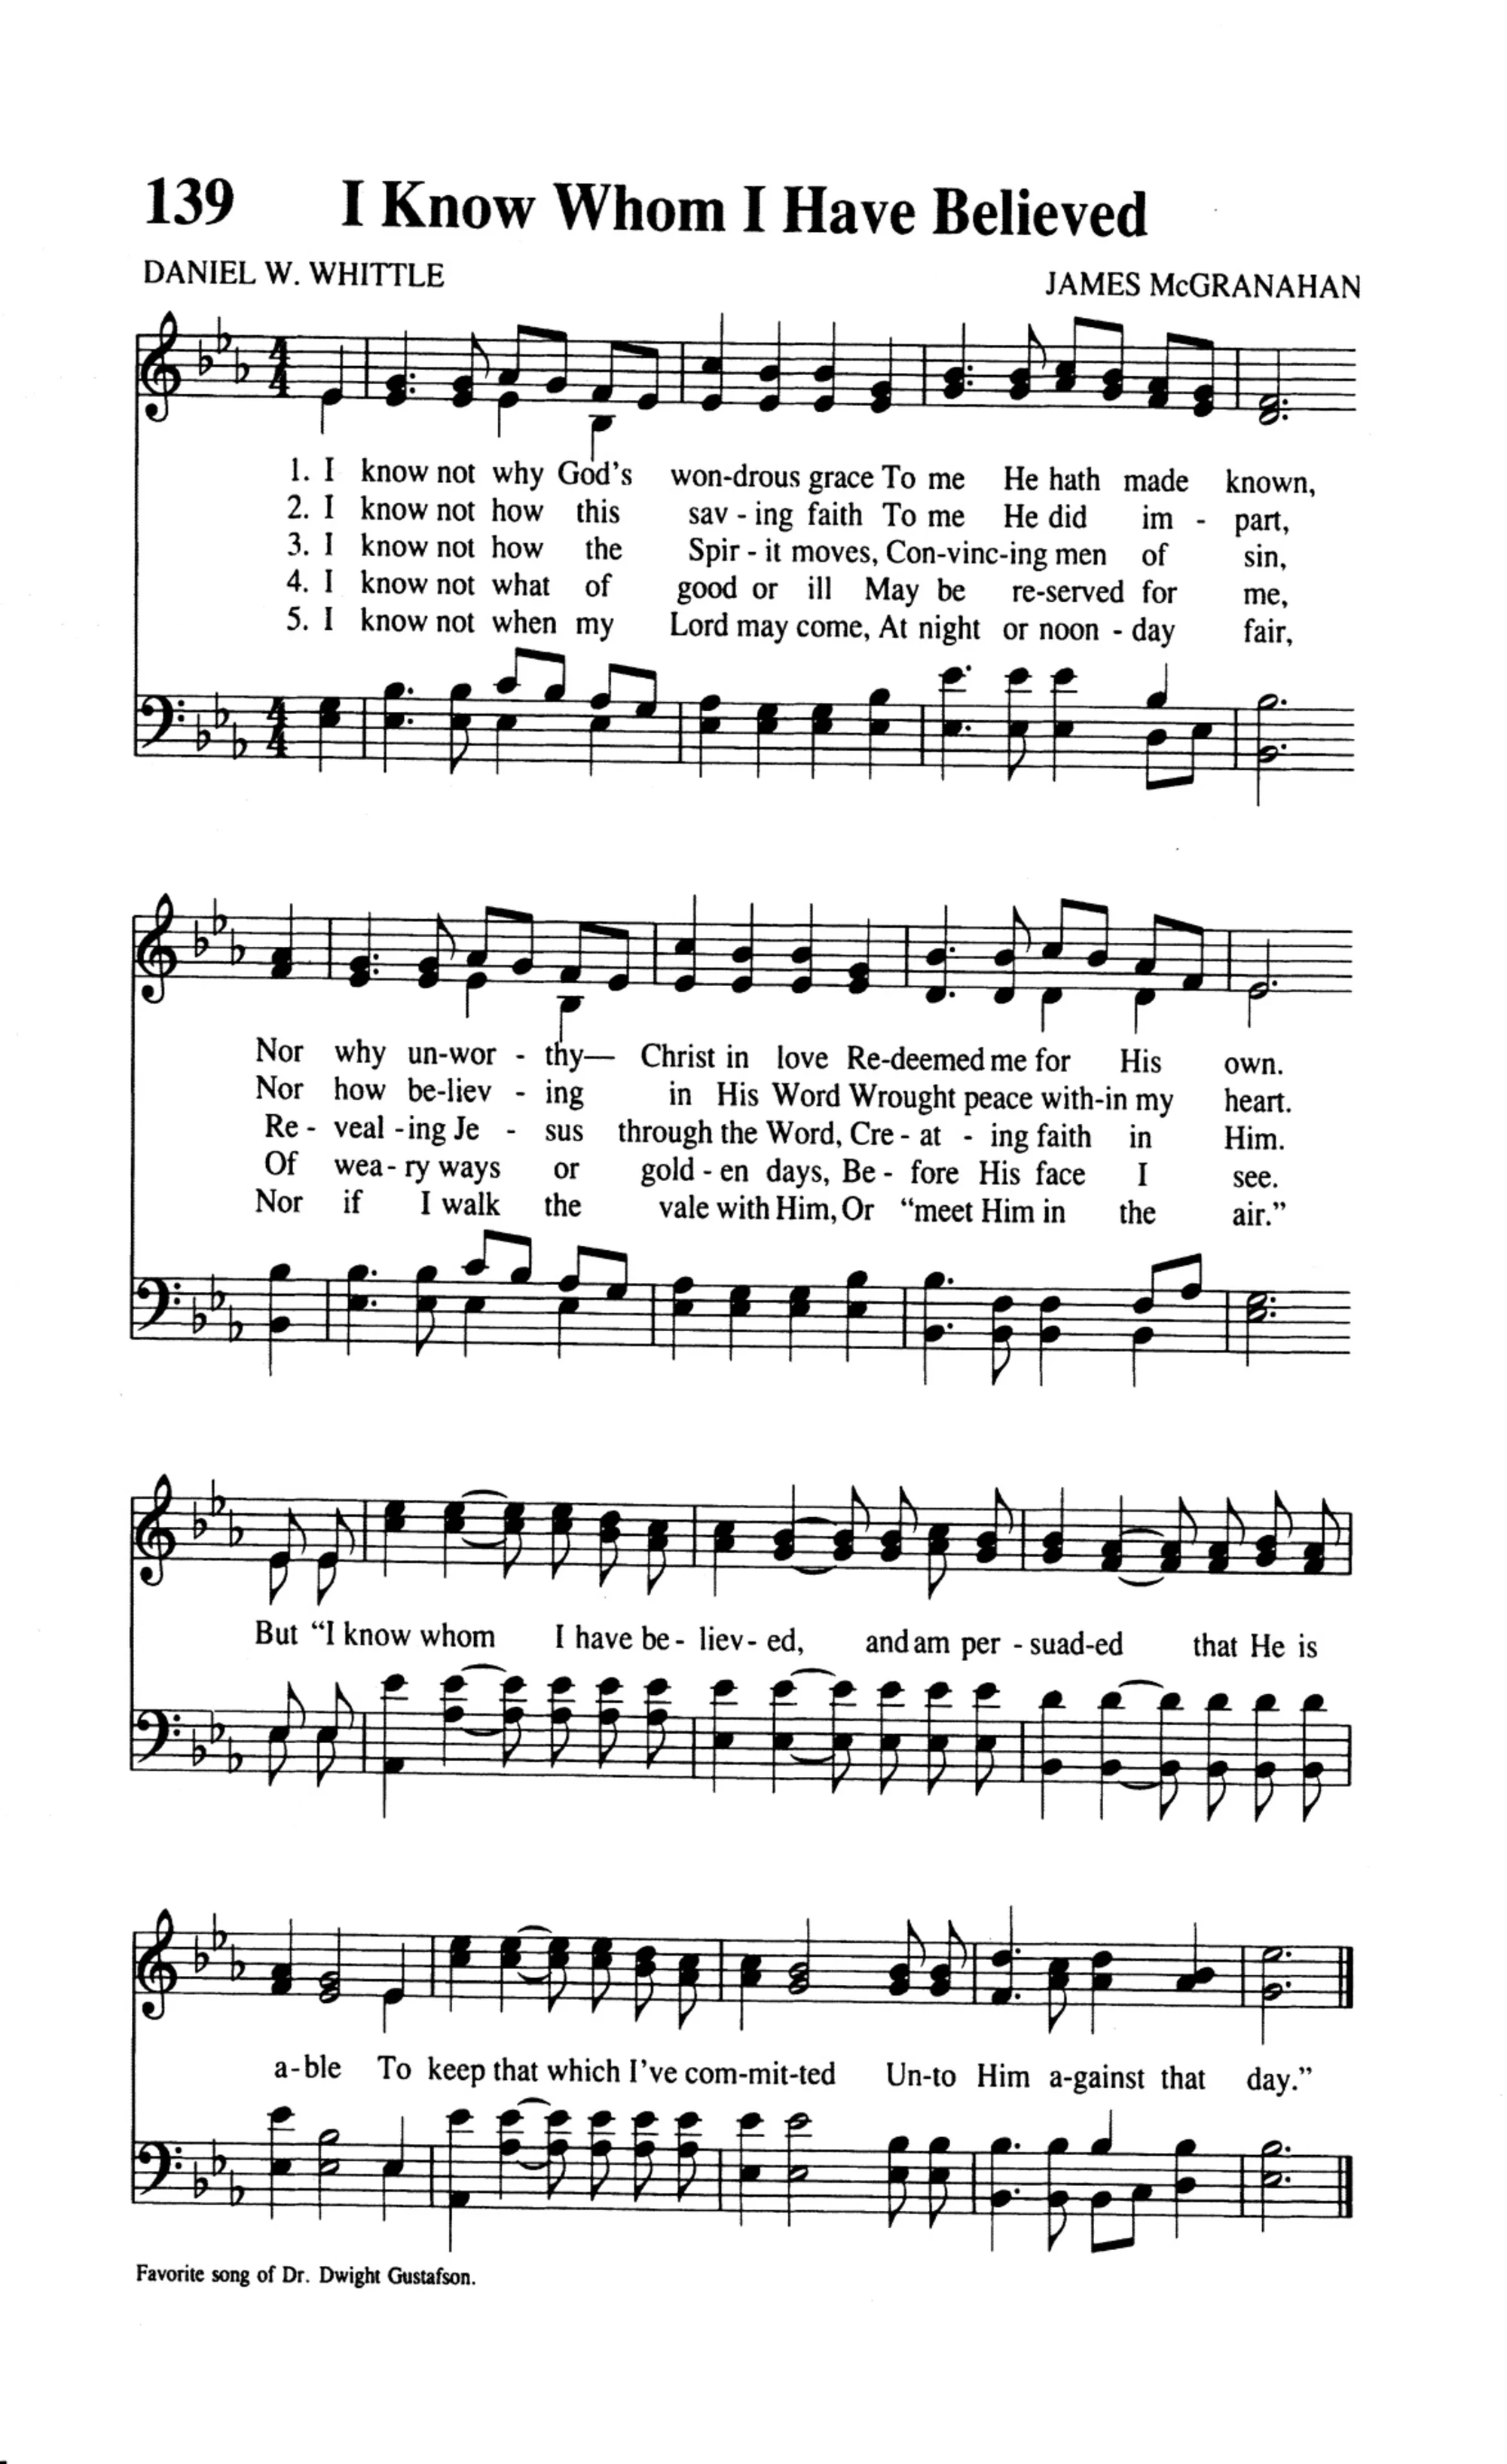 139 I Know Whom I Have Believed
DANIEL W. WHITTLE JAMES McGRANAHAN
1. I know not why God's won-drous grace To me He hath made known,
2. I know not how this sav - ing faith To me He did im - part,
3. I know not how the Spir - it moves, Con-vinc-ing men of sin,
4. I know not what of good or ill May be re-served for me,
5. I know not when my Lord may come, At night or noon - day fair,
Nor why un-wor - thy— Christ in love Re-deemed me for His own.
Nor how be-liev - ing in His Word Wrought peace with-in my heart.
Re - veal -ing Je - sus through the Word, Cre - at - ing faith in Him.
Of wea - ry ways or gold - en days, Be - fore His face I see.
Nor if I walk the vale with Him, Or “meet Him in the air.”
But “I know whom I have be - liev - ed, and am per - suad-ed that He is
a-ble To keep that which I've com-mit-ted Un-to Him a-gainst that day.”
Favorite song of Dr. Dwight Gustafson.